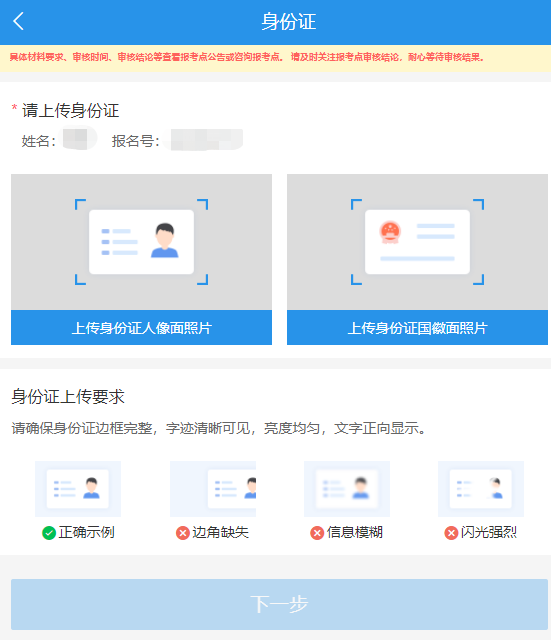 身份证
具体材料要求、审核时间、审核结论等查看报考点公告或咨询报考点。 请及时关注报考点审核结论、耐心等待审核结果。
* 请上传身份证
姓名： 报名号：
上传身份证人像面照片 上传身份证国徽面照片
身份证上传要求
请确保身份证边框完整，字迹清晰可见，亮度均匀，文字正向显示。
正确示例 边角缺失 信息模糊 闪光强烈
下一步